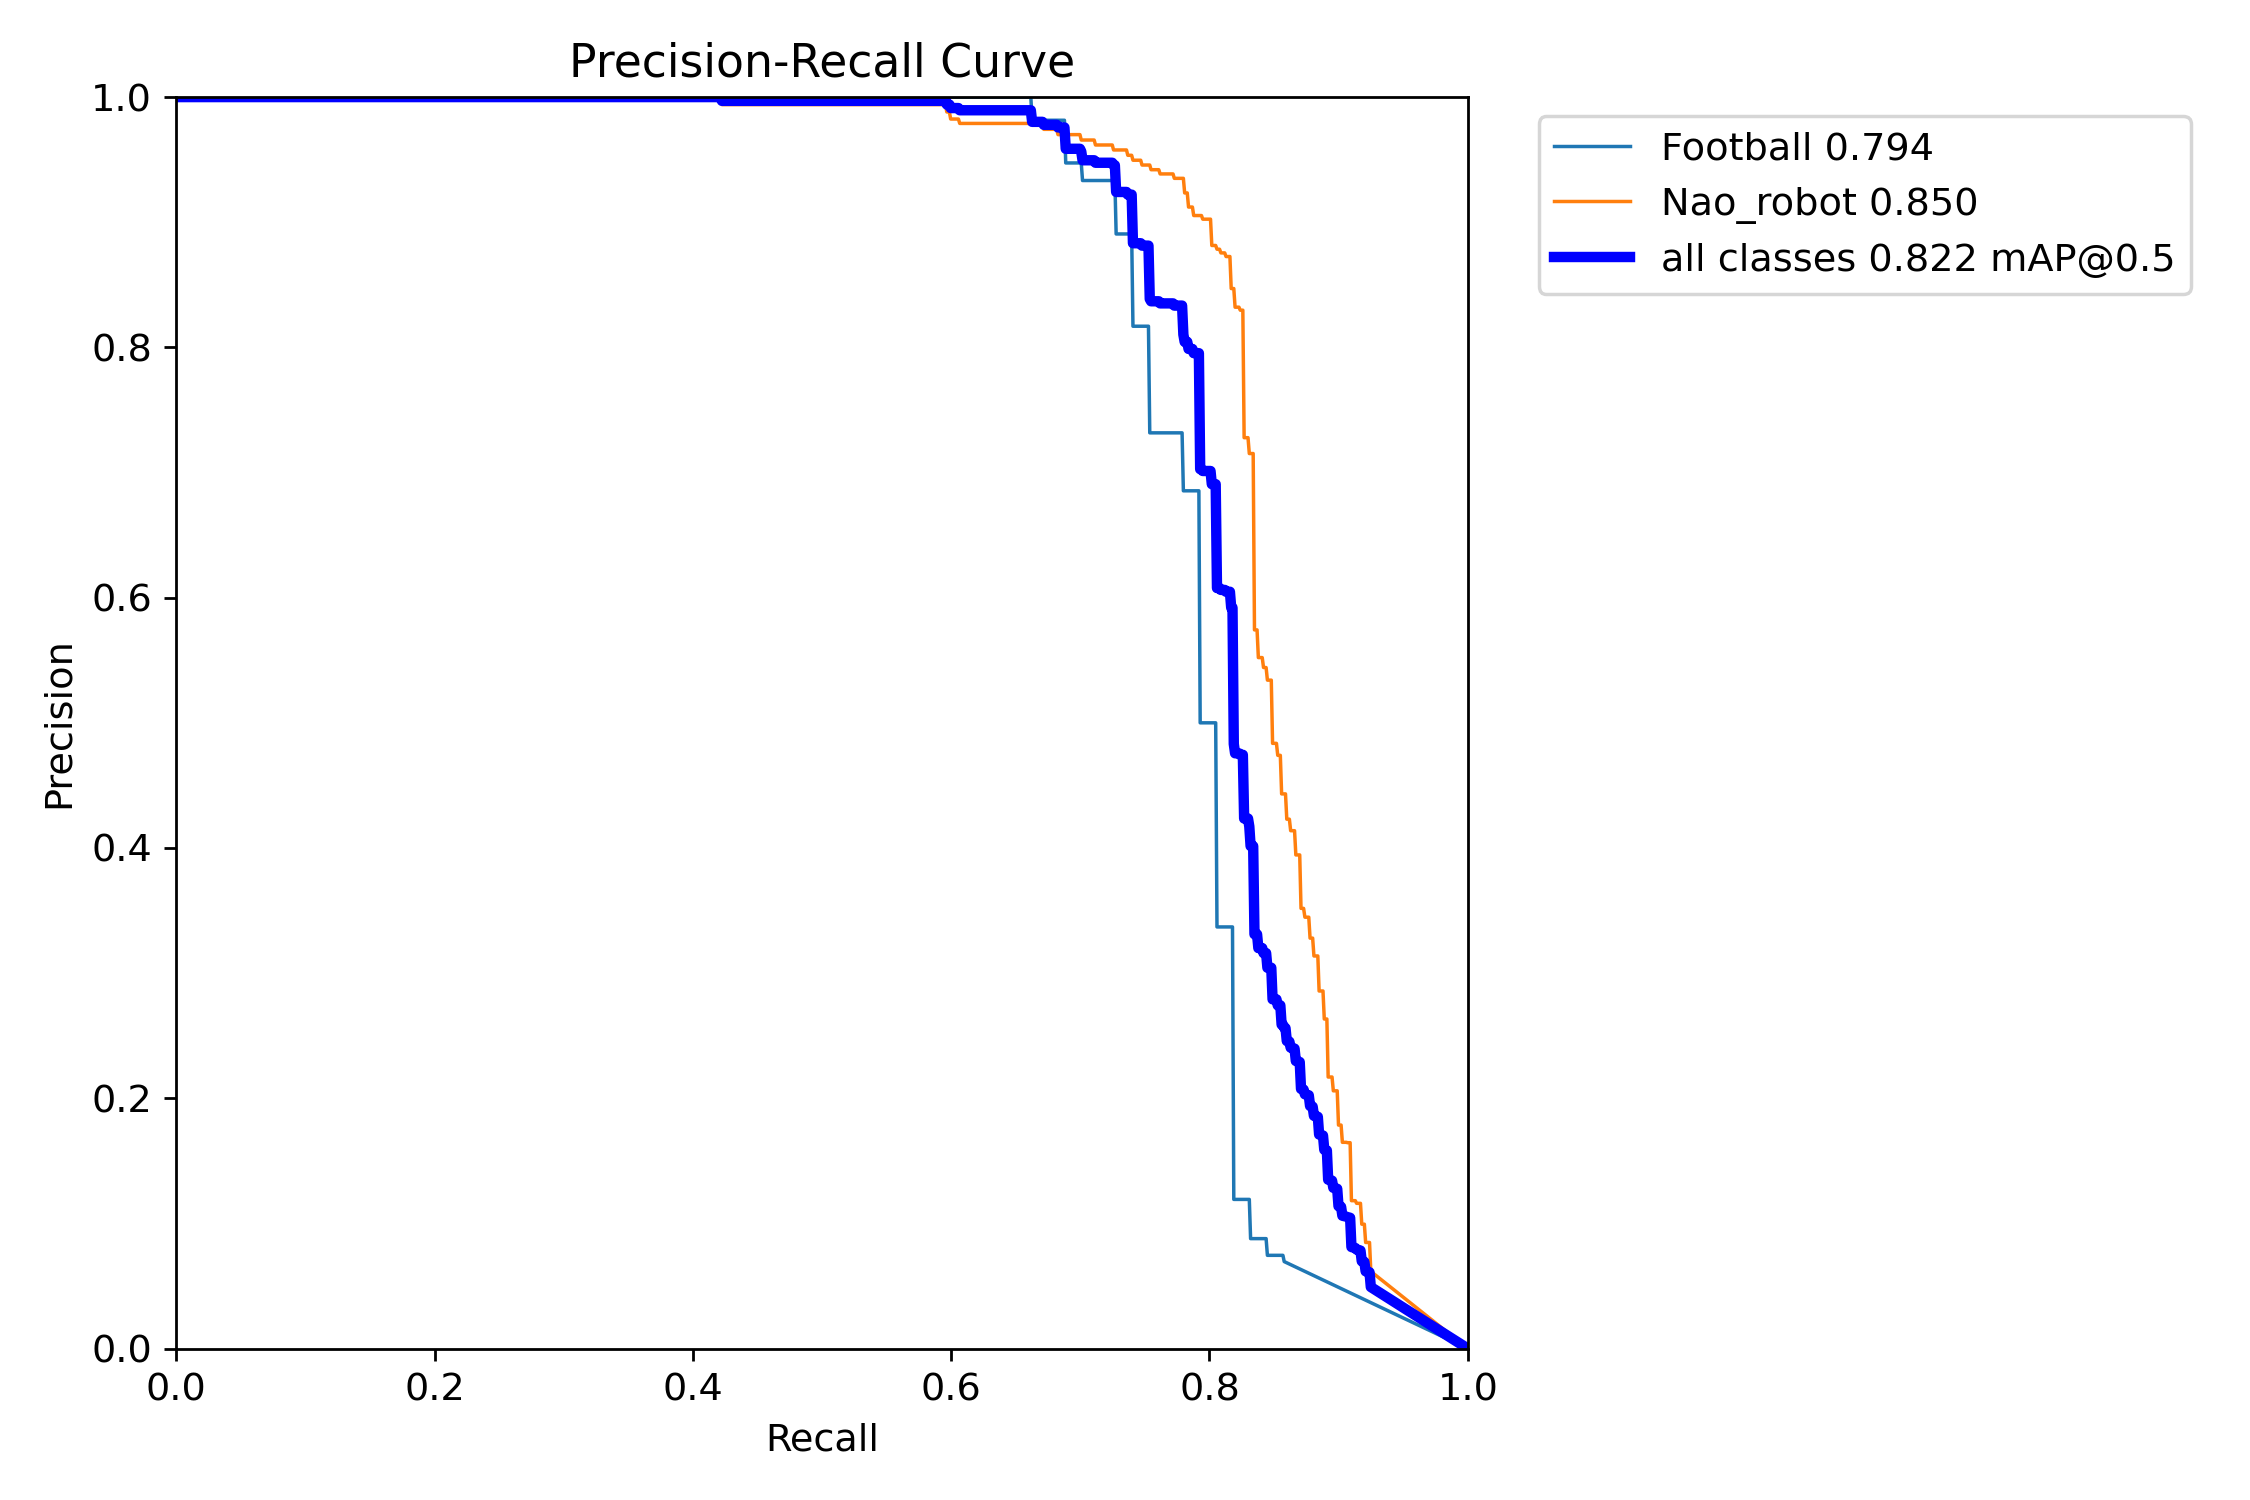 Precision-Recall Curve
1.0
0.8
0.6
0.4
0.2
0.0
Precision
0.0 0.2 0.4 0.6 0.8 1.0
Recall
Football 0.794
Nao_robot 0.850
all classes 0.822 mAP@0.5